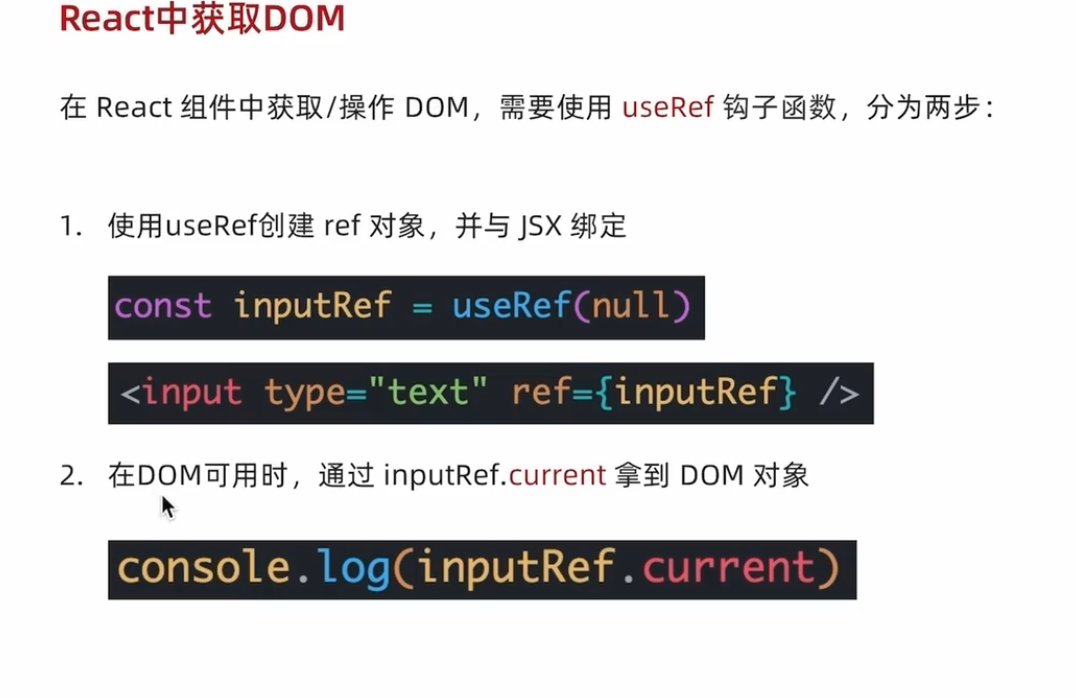 React中获取DOM
在 React 组件中获取/操作 DOM，需要使用 useRef 钩子函数，分为两步：
1. 使用useRef创建 ref 对象，并与 JSX 绑定
const inputRef = useRef(null)
<input type="text" ref={inputRef} />
2. 在DOM可用时，通过 inputRef.current 拿到 DOM 对象
console.log(inputRef.current)